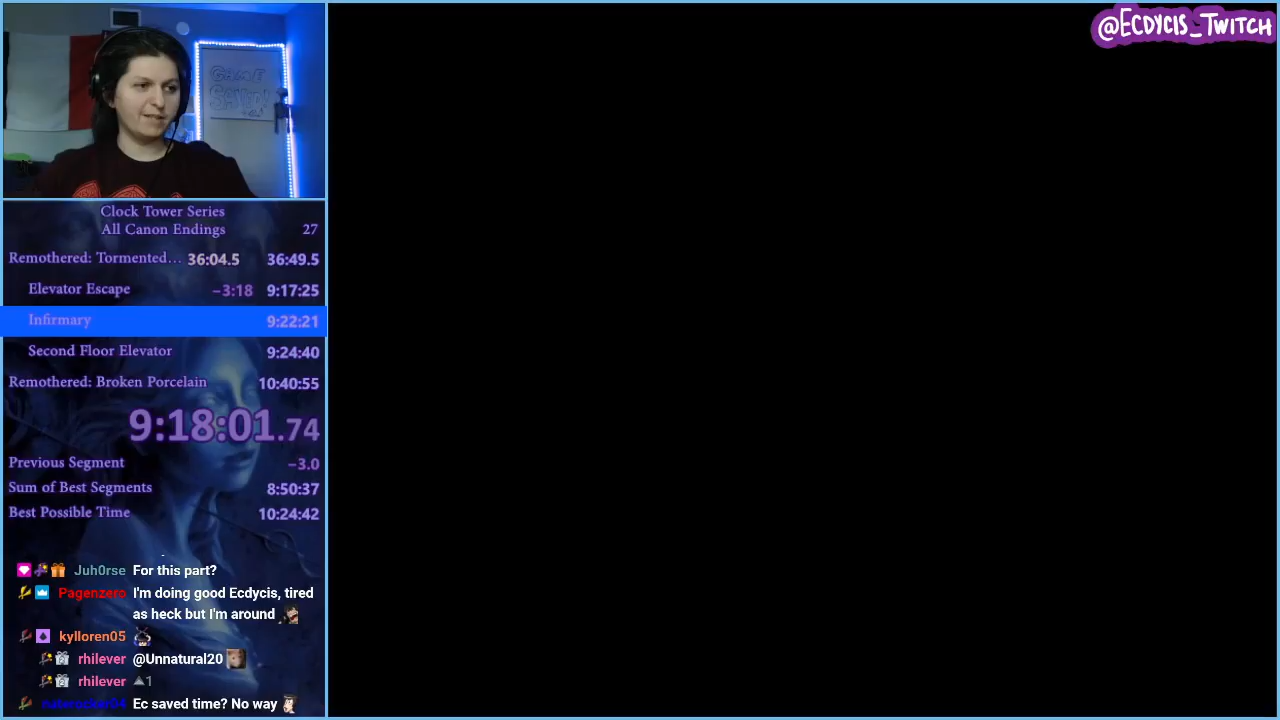 @ECDYCIS_TWITCH
GAME
SAVED!
Clock Tower Series
All Canon Endings 27
Remothered: Tormented... 36:04.5 36:49.5
Elevator Escape −3:18 9:17:25
Infirmary 9:22:21
Second Floor Elevator 9:24:40
Remothered: Broken Porcelain 10:40:55
9:18:01.74
Previous Segment −3.0
Sum of Best Segments 8:50:37
Best Possible Time 10:24:42
Juh0rse For this part?
Pagenzero I'm doing good Ecdycis, tired
as heck but I'm around
kylloren05
rhilever @Unnatural20
rhilever 1
Ec saved time? No way